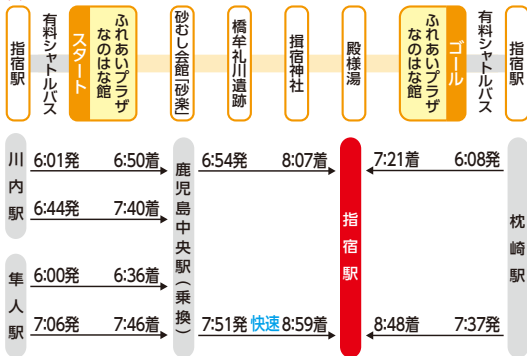 指宿駅
有料シャトルバス
スタート
ふれあいプラザ
なのはな館
砂むし会館「砂楽」
橋牟礼川遺跡
揖宿神社
殿様湯
ゴール
ふれあいプラザ
なのはな館
有料シャトルバス
指宿駅
川内駅
6:01発 6:50着
6:44発 7:40着
隼人駅
6:00発 6:36着
7:06発 7:46着
鹿児島中央駅(乗換)
6:54発 8:07着
7:51発 快速 8:59着
指宿駅
7:21着 6:08発
8:48着 7:37発
枕崎駅